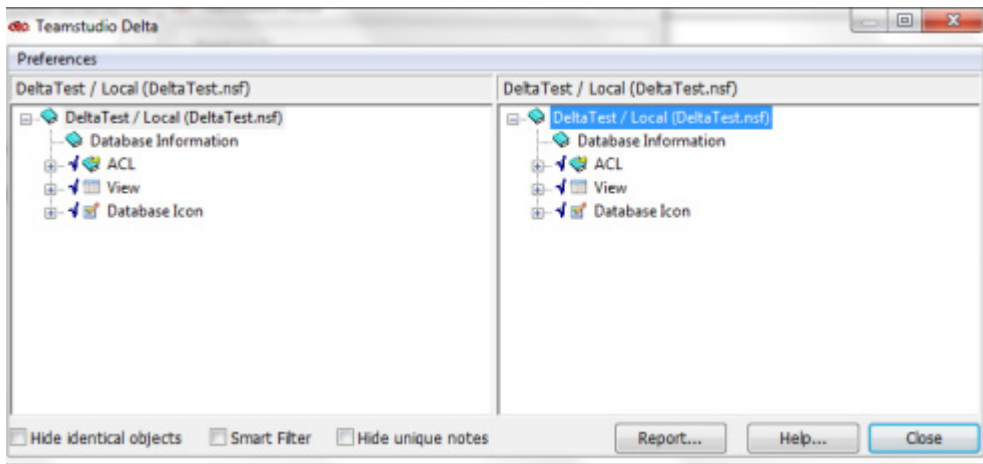 Teamstudio Delta
Preferences
DeltaTest / Local (DeltaTest.nsf)
DeltaTest / Local (DeltaTest.nsf)
Database Information
ACL
View
Database Icon
DeltaTest / Local (DeltaTest.nsf)
DeltaTest / Local (DeltaTest.nsf)
Database Information
ACL
View
Database Icon
Hide identical objects Smart Filter Hide unique notes Report... Help... Close